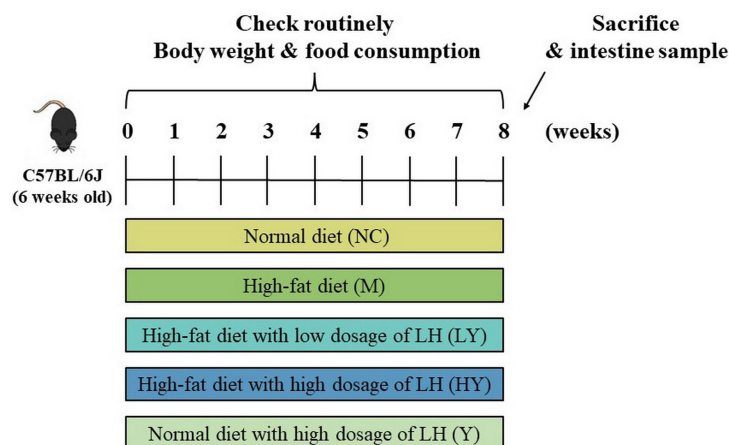 Check routinely
Body weight & food consumption
Sacrifice
& intestine sample
0 1 2 3 4 5 6 7 8 (weeks)
C57BL/6J
(6 weeks old)
Normal diet (NC)
High-fat diet (M)
High-fat diet with low dosage of LH (LY)
High-fat diet with high dosage of LH (HY)
Normal diet with high dosage of LH (Y)